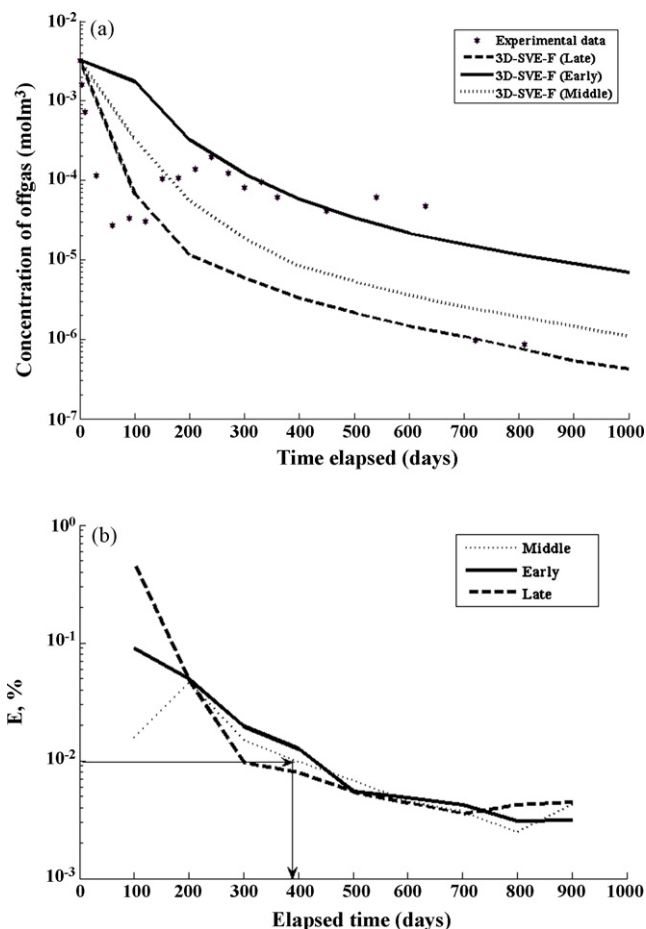 (a)
Experimental data
3D-SVE-F (Late)
3D-SVE-F (Early)
3D-SVE-F (Middle)
Concentration of offgas (molm³)
10⁻²
10⁻³
10⁻⁴
10⁻⁵
10⁻⁶
10⁻⁷
0 100 200 300 400 500 600 700 800 900 1000
Time elapsed (days)
(b)
Middle
Early
Late
E, %
10⁰
10⁻¹
10⁻²
10⁻³
0 100 200 300 400 500 600 700 800 900 1000
Elapsed time (days)